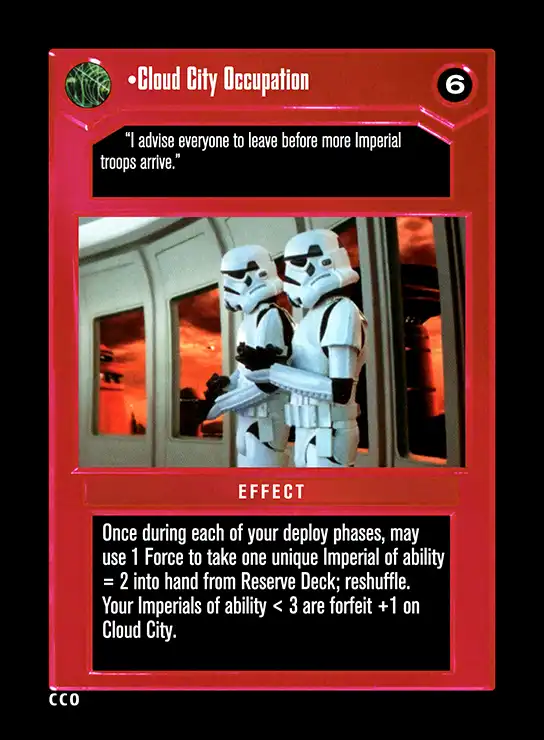 •Cloud City Occupation
6
“I advise everyone to leave before more Imperial
troops arrive.”
EFFECT
Once during each of your deploy phases, may
use 1 Force to take one unique Imperial of ability
= 2 into hand from Reserve Deck; reshuffle.
Your Imperials of ability < 3 are forfeit +1 on
Cloud City.
CCO